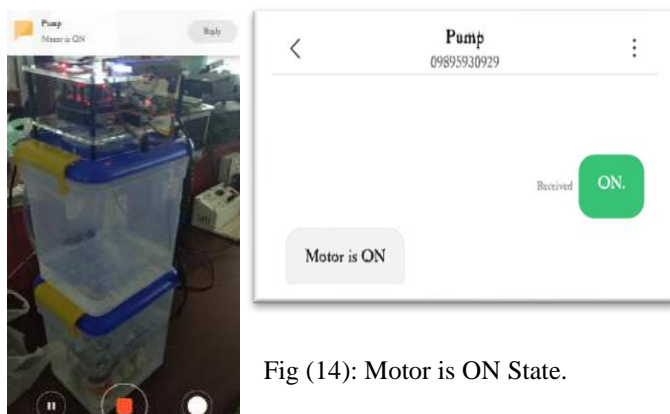 Pump
Motor is ON
Reply
Pump
09895930929
Received
ON.
Motor is ON
Fig (14): Motor is ON State.